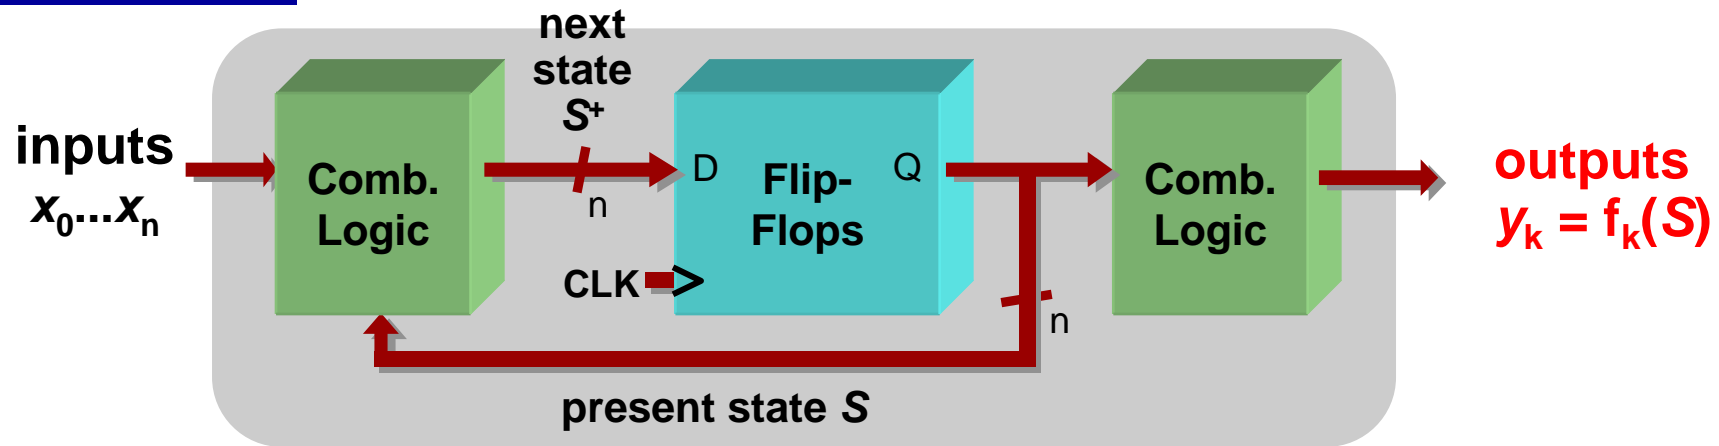 next
state
S⁺
inputs
x₀...xₙ
Comb.
Logic
n
D
Q
Flip-
Flops
CLK
n
Comb.
Logic
outputs
yₖ = fₖ(S)
present state S